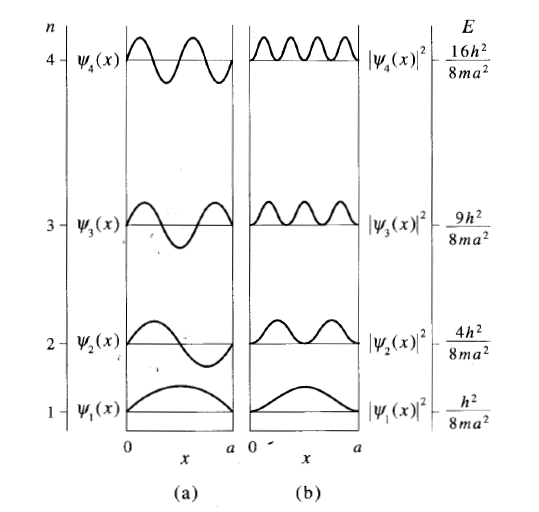 n E
4 ψ₄(x) |ψ₄(x)|² 16h²/8ma²
3 ψ₃(x) |ψ₃(x)|² 9h²/8ma²
2 ψ₂(x) |ψ₂(x)|² 4h²/8ma²
1 ψ₁(x) |ψ₁(x)|² h²/8ma²
0 a 0 a
x x
(a) (b)